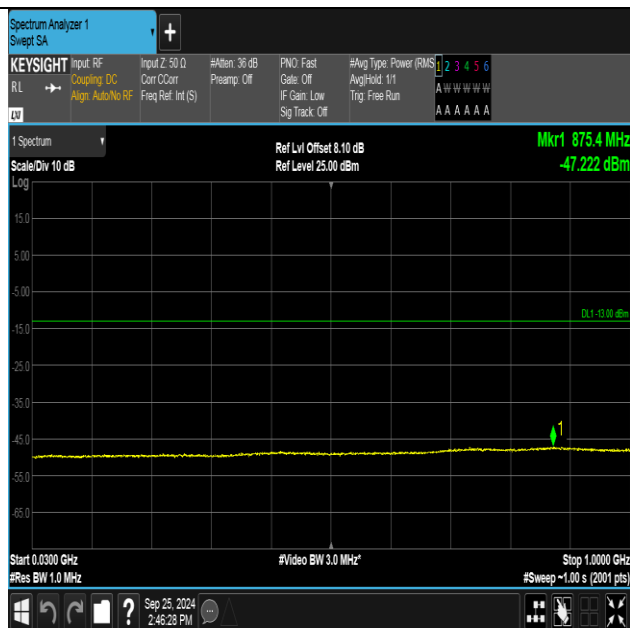 Spectrum Analyzer 1
Swept SA
+
KEYSIGHT
RL
LXI
Input: RF
Coupling: DC
Align: Auto/No RF
Input Z: 50 Ω
Corr CCorr
Freq Ref: Int (S)
#Atten: 36 dB
Preamp: Off
PNO: Fast
Gate: Off
IF Gain: Low
Sig Track: Off
#Avg Type: Power (RMS
Avg|Hold: 1/1
Trig: Free Run
1 2 3 4 5 6
A W W W W W
A A A A A A
1 Spectrum
Scale/Div 10 dB
Ref Lvl Offset 8.10 dB
Ref Level 25.00 dBm
Mkr1 875.4 MHz
-47.222 dBm
Log
15.0
5.00
-5.00
DL1 -13.00 dBm
-15.0
-25.0
-35.0
1
-45.0
-55.0
-65.0
Start 0.0300 GHz
#Video BW 3.0 MHz*
Stop 1.0000 GHz
#Res BW 1.0 MHz
#Sweep ~1.00 s (2001 pts)
?
Sep 25, 2024
2:46:28 PM